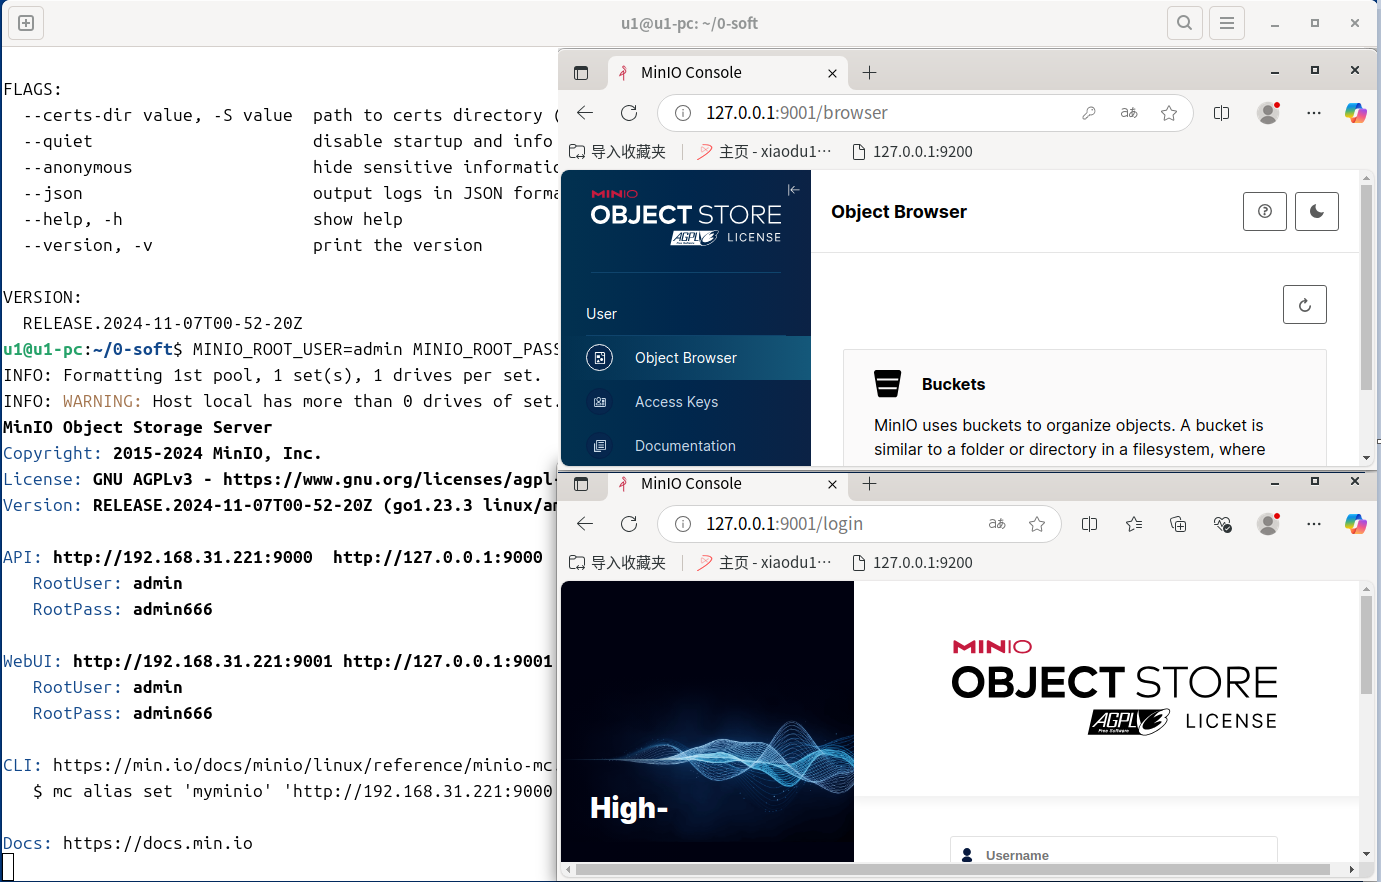 u1@u1-pc: ~/0-soft
FLAGS:
--certs-dir value, -S value  path to certs directory (
--quiet                      disable startup and info
--anonymous                  hide sensitive informatio
--json                       output logs in JSON forma
--help, -h                   show help
--version, -v                print the version
VERSION:
RELEASE.2024-11-07T00-52-20Z
u1@u1-pc:~/0-soft$ MINIO_ROOT_USER=admin MINIO_ROOT_PASS
INFO: Formatting 1st pool, 1 set(s), 1 drives per set.
INFO: WARNING: Host local has more than 0 drives of set.
MinIO Object Storage Server
Copyright: 2015-2024 MinIO, Inc.
License: GNU AGPLv3 - https://www.gnu.org/licenses/agpl-
Version: RELEASE.2024-11-07T00-52-20Z (go1.23.3 linux/am
API: http://192.168.31.221:9000  http://127.0.0.1:9000
RootUser: admin
RootPass: admin666
WebUI: http://192.168.31.221:9001 http://127.0.0.1:9001
RootUser: admin
RootPass: admin666
CLI: https://min.io/docs/minio/linux/reference/minio-mc.
$ mc alias set 'myminio' 'http://192.168.31.221:9000
Docs: https://docs.min.io
MinIO Console
127.0.0.1:9001/browser
aあ
导入收藏夹
主页 - xiaodu1…
127.0.0.1:9200
MINIO
OBJECT STORE
AGPLv3 LICENSE
Free Software
User
Object Browser
Access Keys
Documentation
Object Browser
Buckets
MinIO uses buckets to organize objects. A bucket is
similar to a folder or directory in a filesystem, where
MinIO Console
127.0.0.1:9001/login
aあ
导入收藏夹
主页 - xiaodu1…
127.0.0.1:9200
High-
MINIO
OBJECT STORE
AGPLv3 LICENSE
Free Software
Username